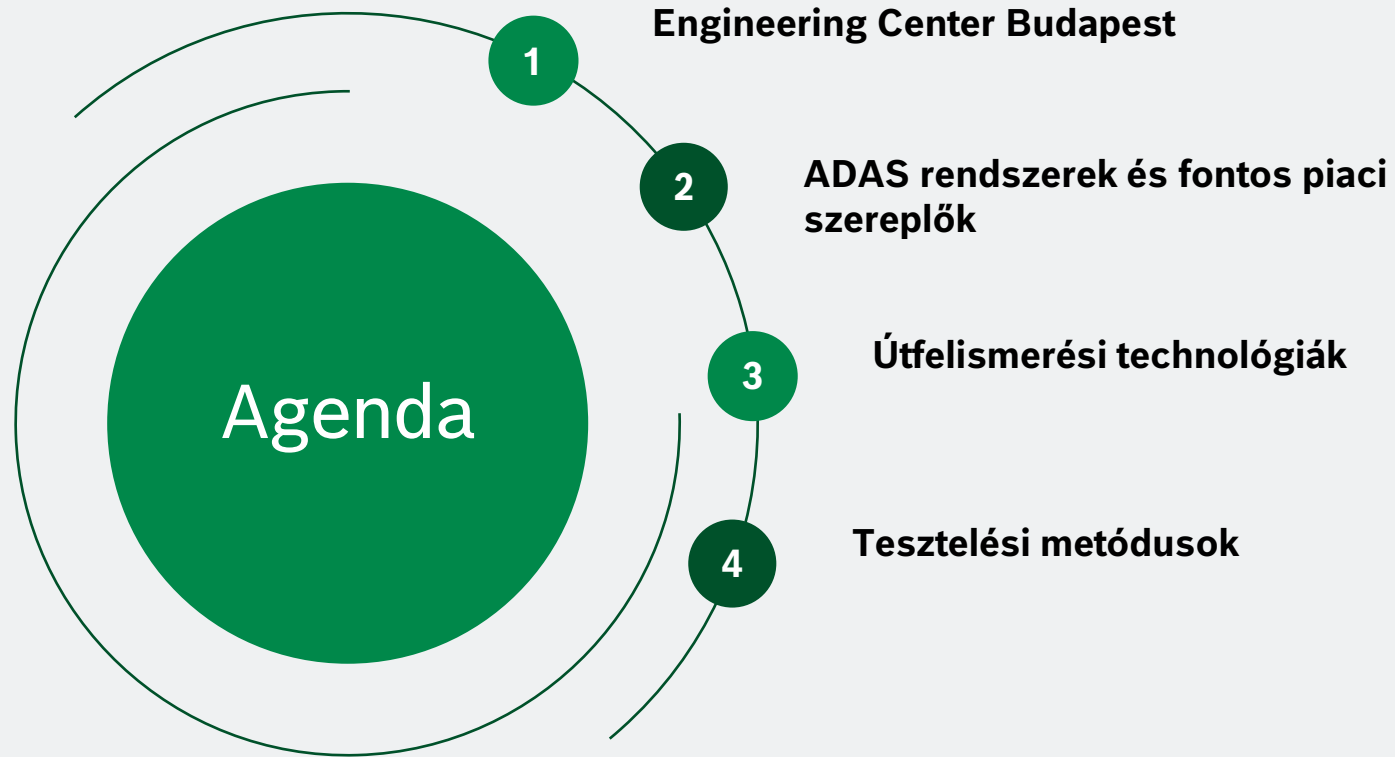 1
Engineering Center Budapest
2
ADAS rendszerek és fontos piaci
szereplők
3
Útfelismerési technológiák
Agenda
4
Tesztelési metódusok